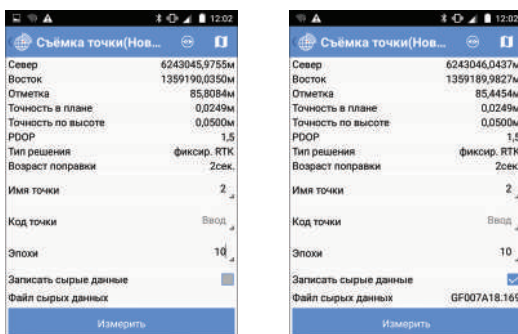 12:02
Съёмка точки(Нов...
Север 6243045,9755м
Восток 1359190,0350м
Отметка 85,8084м
Точность в плане 0,0249м
Точность по высоте 0,0500м
PDOP 1,5
Тип решения фиксир. RTK
Возраст поправки 2сек.
Имя точки 2
Код точки Ввод
Эпохи 10
Записать сырые данные
Файл сырых данных
Измерить
12:02
Съёмка точки(Нов...
Север 6243046,0437м
Восток 1359189,9827м
Отметка 85,4454м
Точность в плане 0,0249м
Точность по высоте 0,0500м
PDOP 1,5
Тип решения фиксир. RTK
Возраст поправки 2сек
Имя точки 2
Код точки Ввод
Эпохи 10
Записать сырые данные
Файл сырых данных GF007A18.169
Измерить